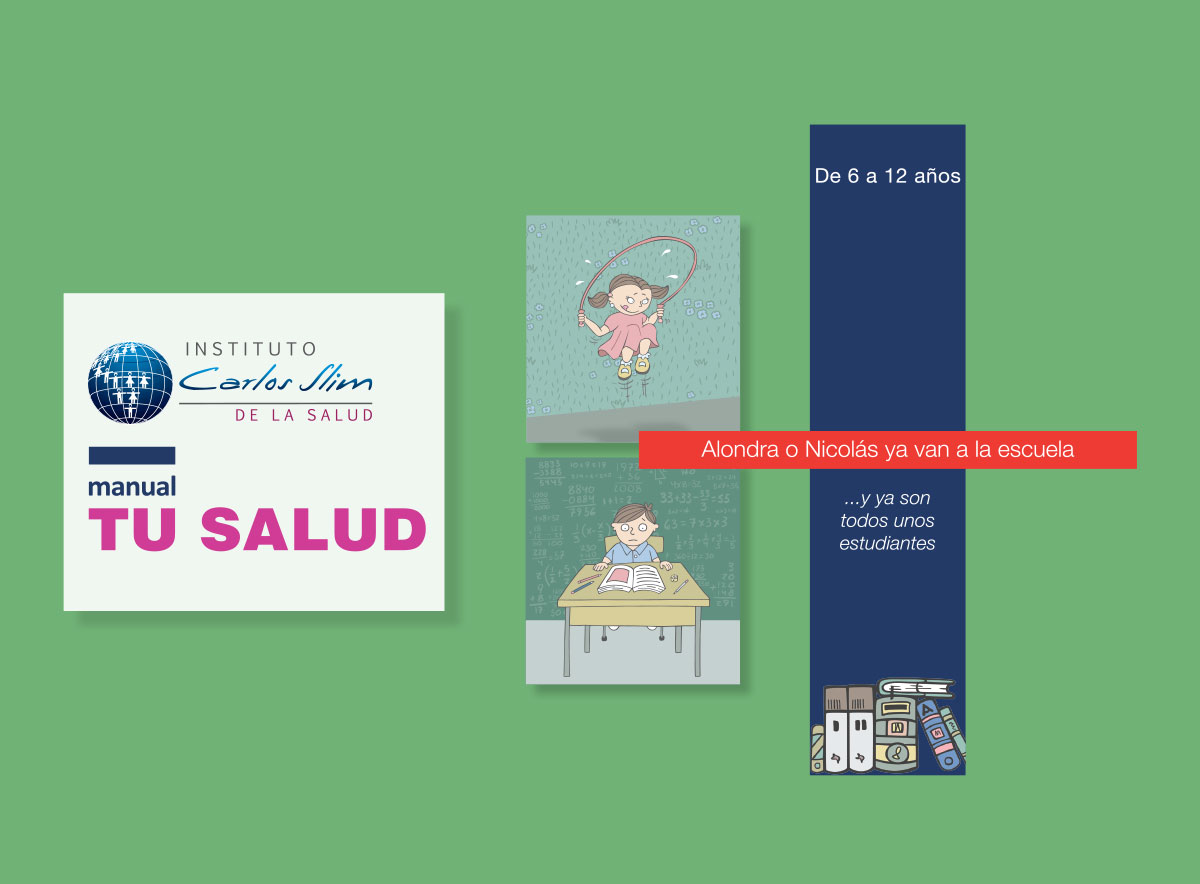 INSTITUTO
Carlos Slim
DE LA SALUD
manual
TU SALUD
De 6 a 12 años
Alondra o Nicolás ya van a la escuela
...y ya son
todos unos
estudiantes